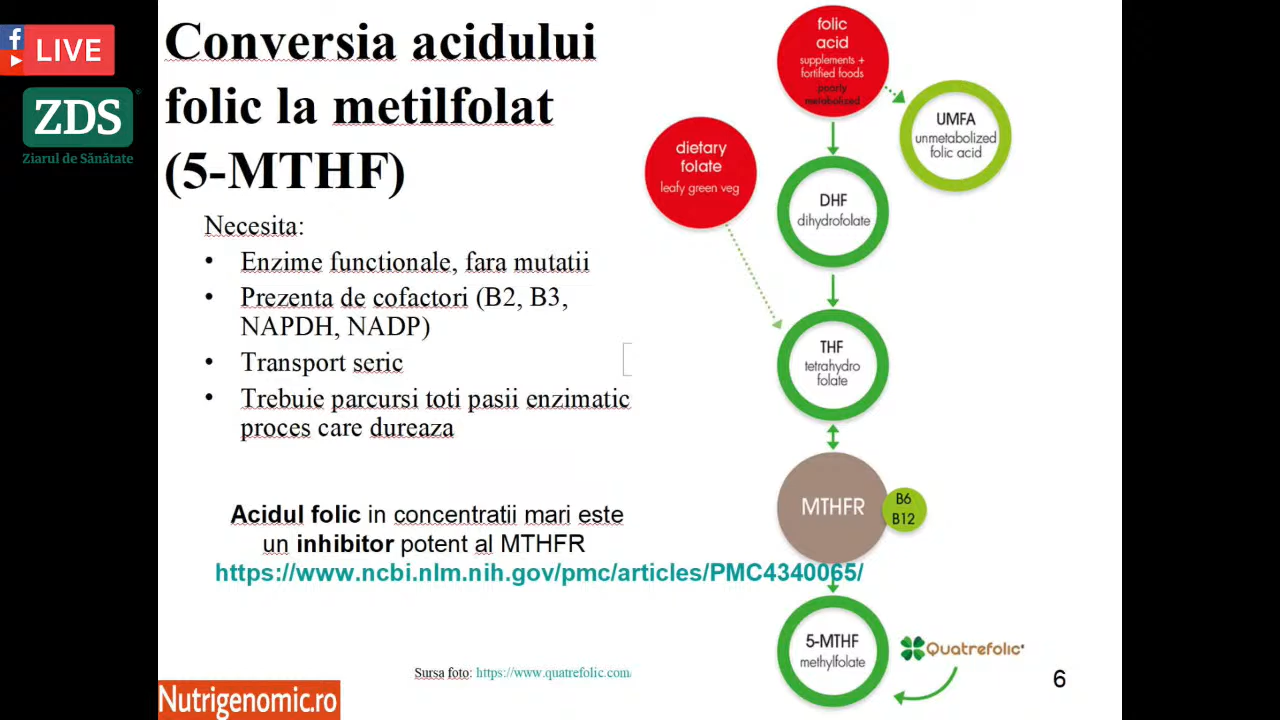 LIVE
ZDS
Ziarul de Sănătate
Conversia acidului
folic la metilfolat
(5-MTHF)
Necesita:
• Enzime functionale, fara mutatii
• Prezenta de cofactori (B2, B3,
NAPDH, NADP)
• Transport seric
• Trebuie parcursi toti pasii enzimatic
proces care dureaza
Acidul folic in concentratii mari este
un inhibitor potent al MTHFR
https://www.ncbi.nlm.nih.gov/pmc/articles/PMC4340065/
Sursa foto: https://www.quatrefolic.com/
Nutrigenomic.ro
folic
acid
supplements +
fortified foods
poorly
metabolized
UMFA
unmetabolized
folic acid
dietary
folate
leafy green veg
DHF
dihydrofolate
THF
tetrahydro
folate
MTHFR
B6
B12
5-MTHF
methylfolate
Quatrefolic
6